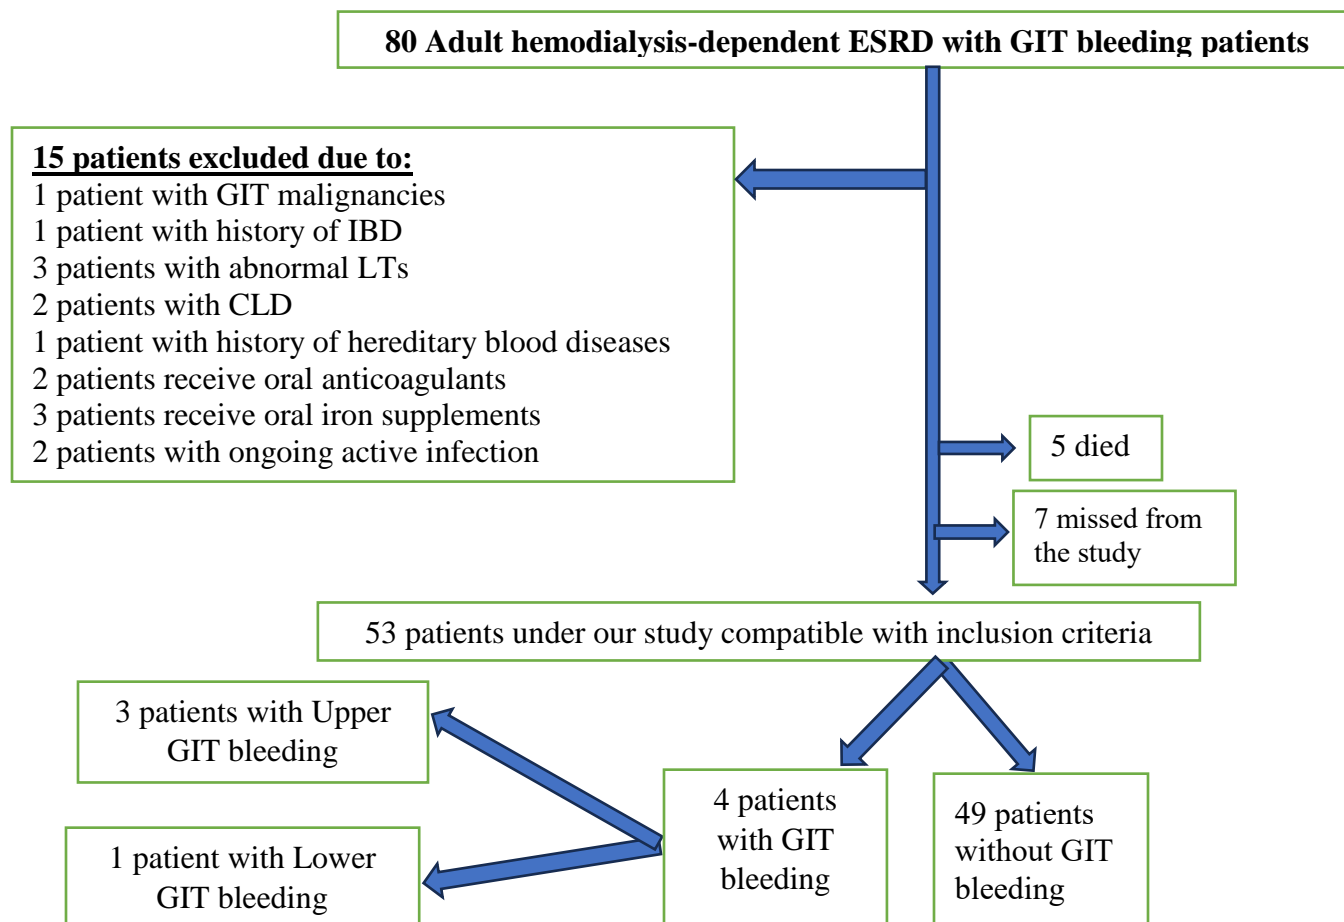 80 Adult hemodialysis-dependent ESRD with GIT bleeding patients
15 patients excluded due to:
1 patient with GIT malignancies
1 patient with history of IBD
3 patients with abnormal LTs
2 patients with CLD
1 patient with history of hereditary blood diseases
2 patients receive oral anticoagulants
3 patients receive oral iron supplements
2 patients with ongoing active infection
5 died
7 missed from
the study
53 patients under our study compatible with inclusion criteria
3 patients with Upper
GIT bleeding
1 patient with Lower
GIT bleeding
4 patients
with GIT
bleeding
49 patients
without GIT
bleeding